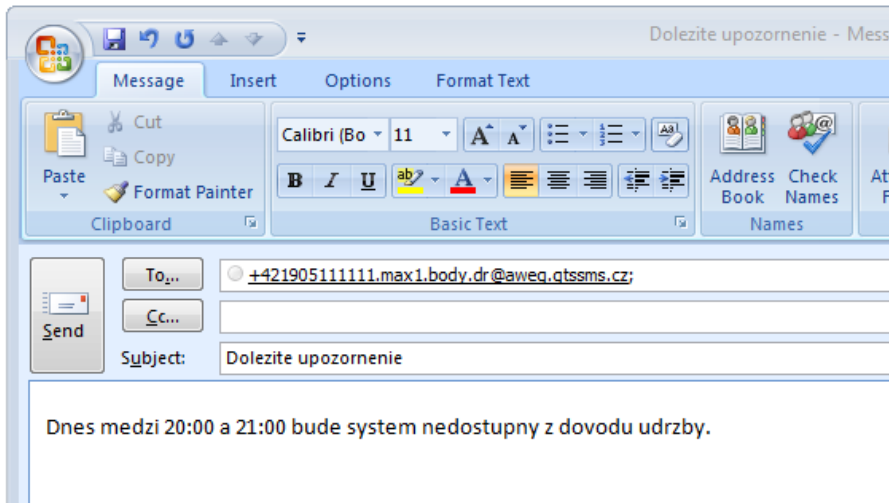 Dolezite upozornenie - Mess
Message Insert Options Format Text
Cut
Copy
Paste
Format Painter
Clipboard
Calibri (Bo 11
B I U
Basic Text
Address Book
Check Names
Names
To...
+421905111111.max1.body.dr@aweg.gtssms.cz;
Cc...
Send
Subject: Dolezite upozornenie
Dnes medzi 20:00 a 21:00 bude system nedostupny z dovodu udrzby.